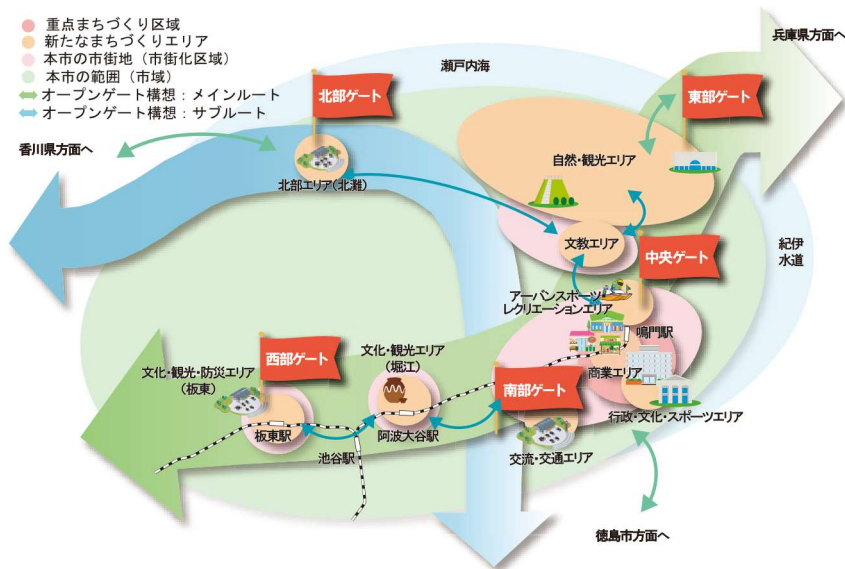 重点まちづくり区域
新たなまちづくりエリア
本市の市街地（市街化区域）
本市の範囲（市域）
オープンゲート構想：メインルート
オープンゲート構想：サブルート
兵庫県方面へ
瀬戸内海
北部ゲート
東部ゲート
香川県方面へ
自然・観光エリア
北部エリア(北灘)
文教エリア
中央ゲート
紀伊
水道
アーバンスポーツ・
レクリエーションエリア
鳴門駅
西部ゲート
文化・観光エリア
(堀江)
文化・観光・防災エリア
(板東)
南部ゲート
商業エリア
行政・文化・スポーツエリア
板東駅
阿波大谷駅
池谷駅
交流・交通エリア
徳島市方面へ